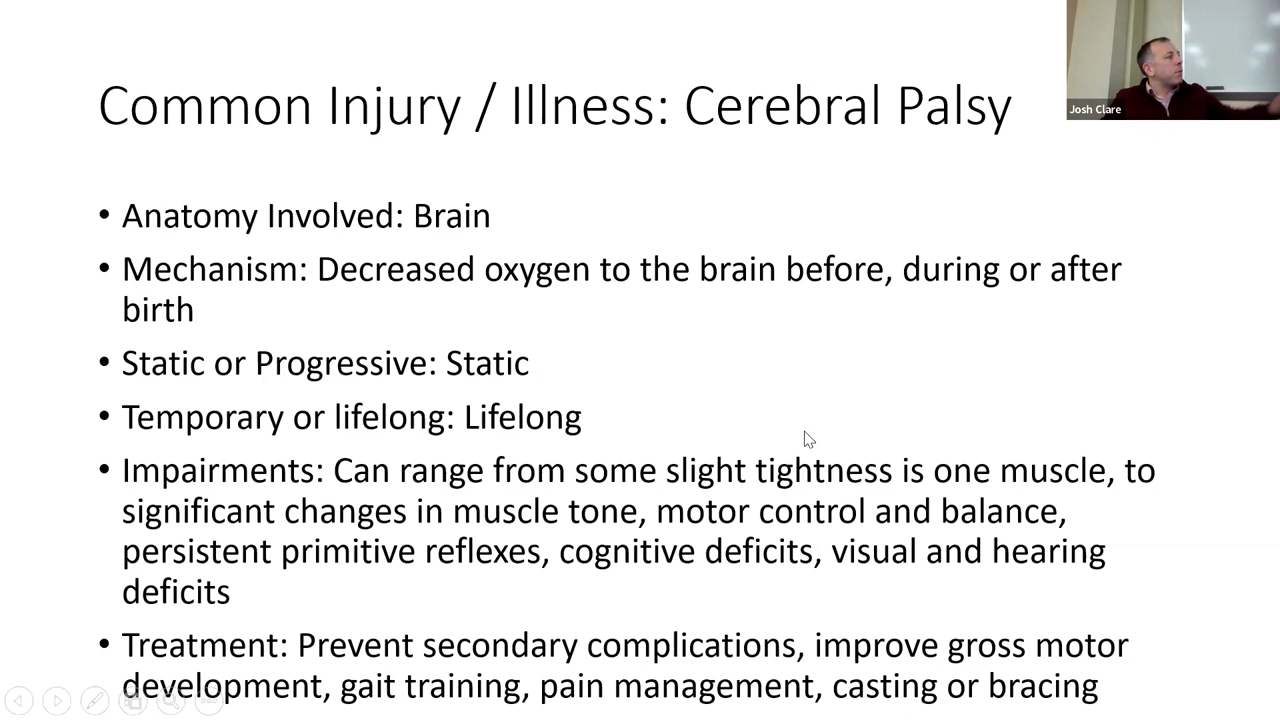 Common Injury / Illness: Cerebral Palsy
Josh Clare
• Anatomy Involved: Brain
• Mechanism: Decreased oxygen to the brain before, during or after
birth
• Static or Progressive: Static
• Temporary or lifelong: Lifelong
• Impairments: Can range from some slight tightness is one muscle, to
significant changes in muscle tone, motor control and balance,
persistent primitive reflexes, cognitive deficits, visual and hearing
deficits
• Treatment: Prevent secondary complications, improve gross motor
development, gait training, pain management, casting or bracing